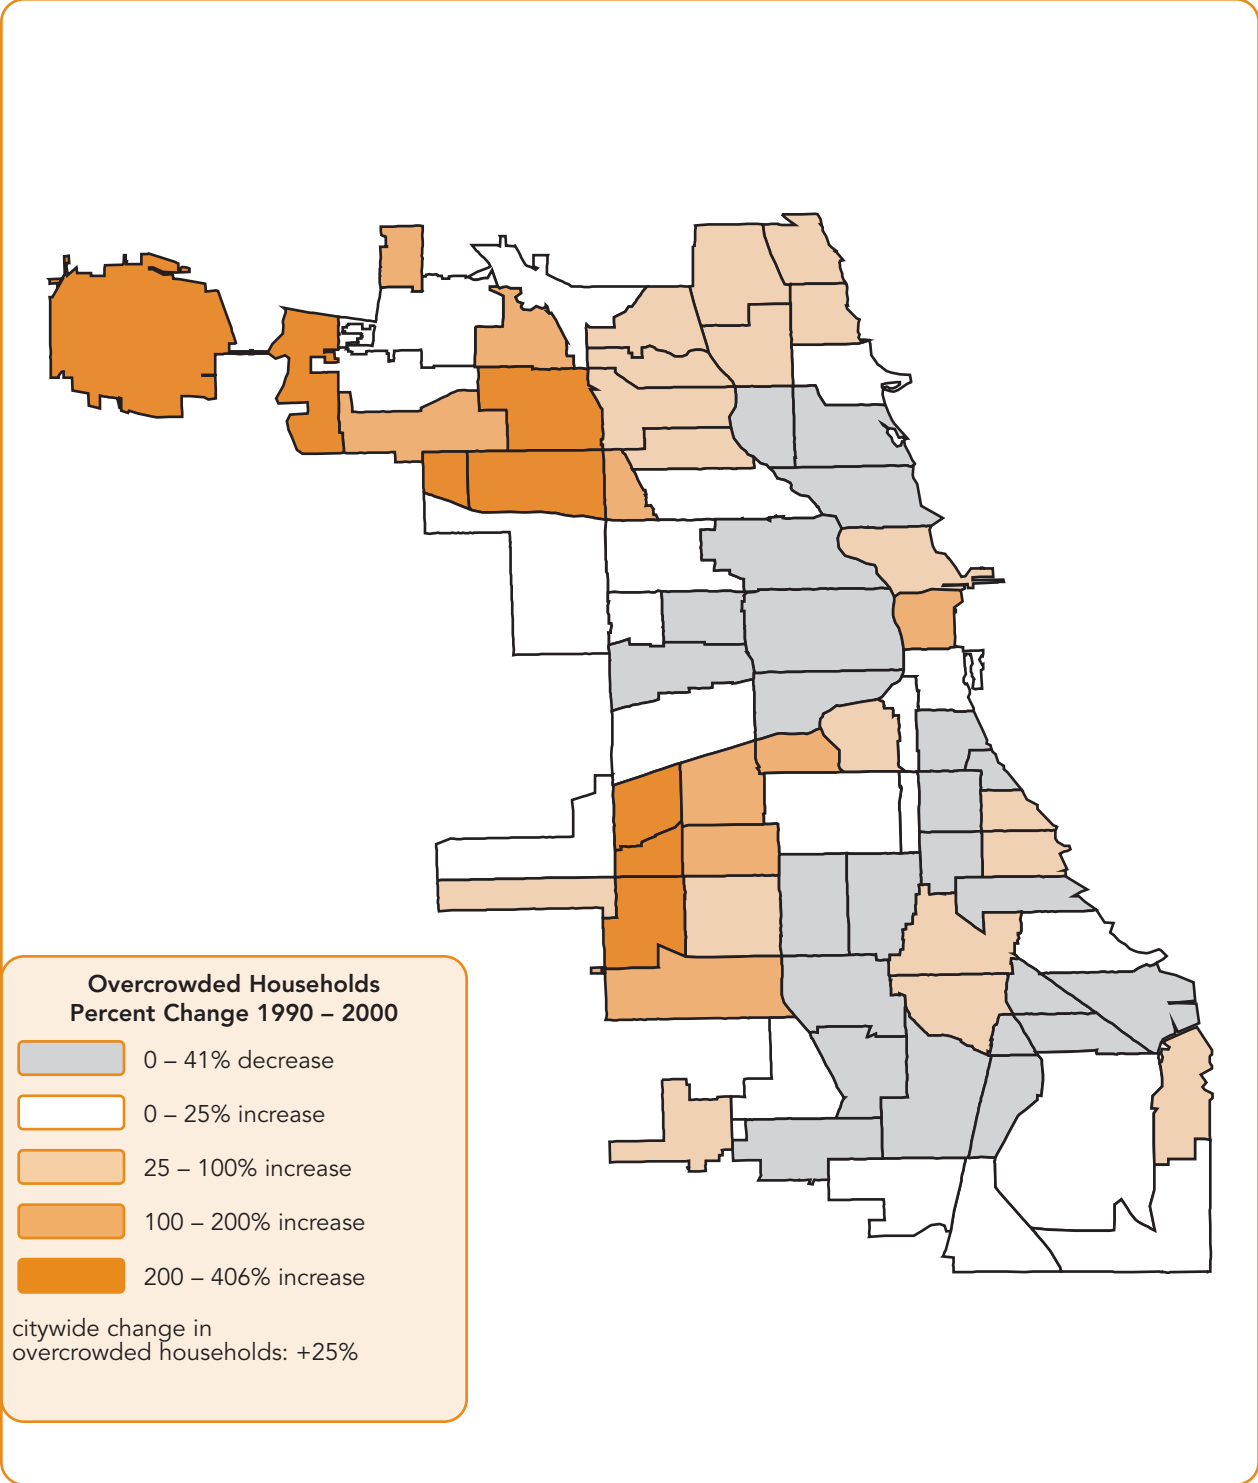 Overcrowded Households
Percent Change 1990 – 2000
0 – 41% decrease
0 – 25% increase
25 – 100% increase
100 – 200% increase
200 – 406% increase
citywide change in
overcrowded households: +25%